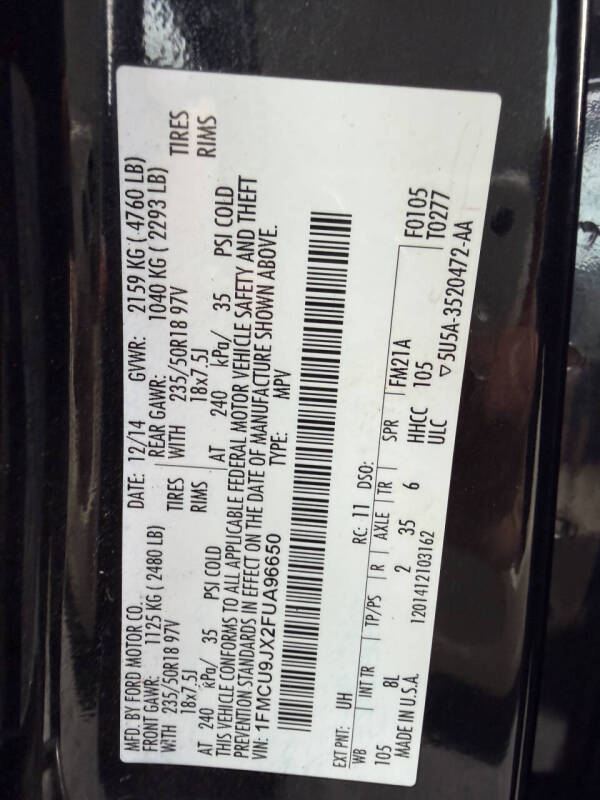 MFD. BY FORD MOTOR CO. DATE: 12/14 GVWR: 2159 KG ( 4760 LB)
FRONT GAWR: 1125 KG ( 2480 LB) REAR GAWR: 1040 KG ( 2293 LB)
WITH 235/50R18 97V TIRES WITH 235/50R18 97V TIRES
18x7.5J RIMS 18x7.5J RIMS
AT 240 kPa/ 35 PSI COLD AT 240 kPa/ 35 PSI COLD
THIS VEHICLE CONFORMS TO ALL APPLICABLE FEDERAL MOTOR VEHICLE SAFETY AND THEFT
PREVENTION STANDARDS IN EFFECT ON THE DATE OF MANUFACTURE SHOWN ABOVE.
VIN: 1FMCU9JX2FUA96650 TYPE: MPV
EXT PNT: UH RC: 11 DSO: F0105
WB INT TR TP/PS R AXLE TR SPR FM21A T0277
105 8L 2 35 6 HHCC 105
MADE IN U.S.A. 1201412103162 ULC ▽5U5A-3520472-AA